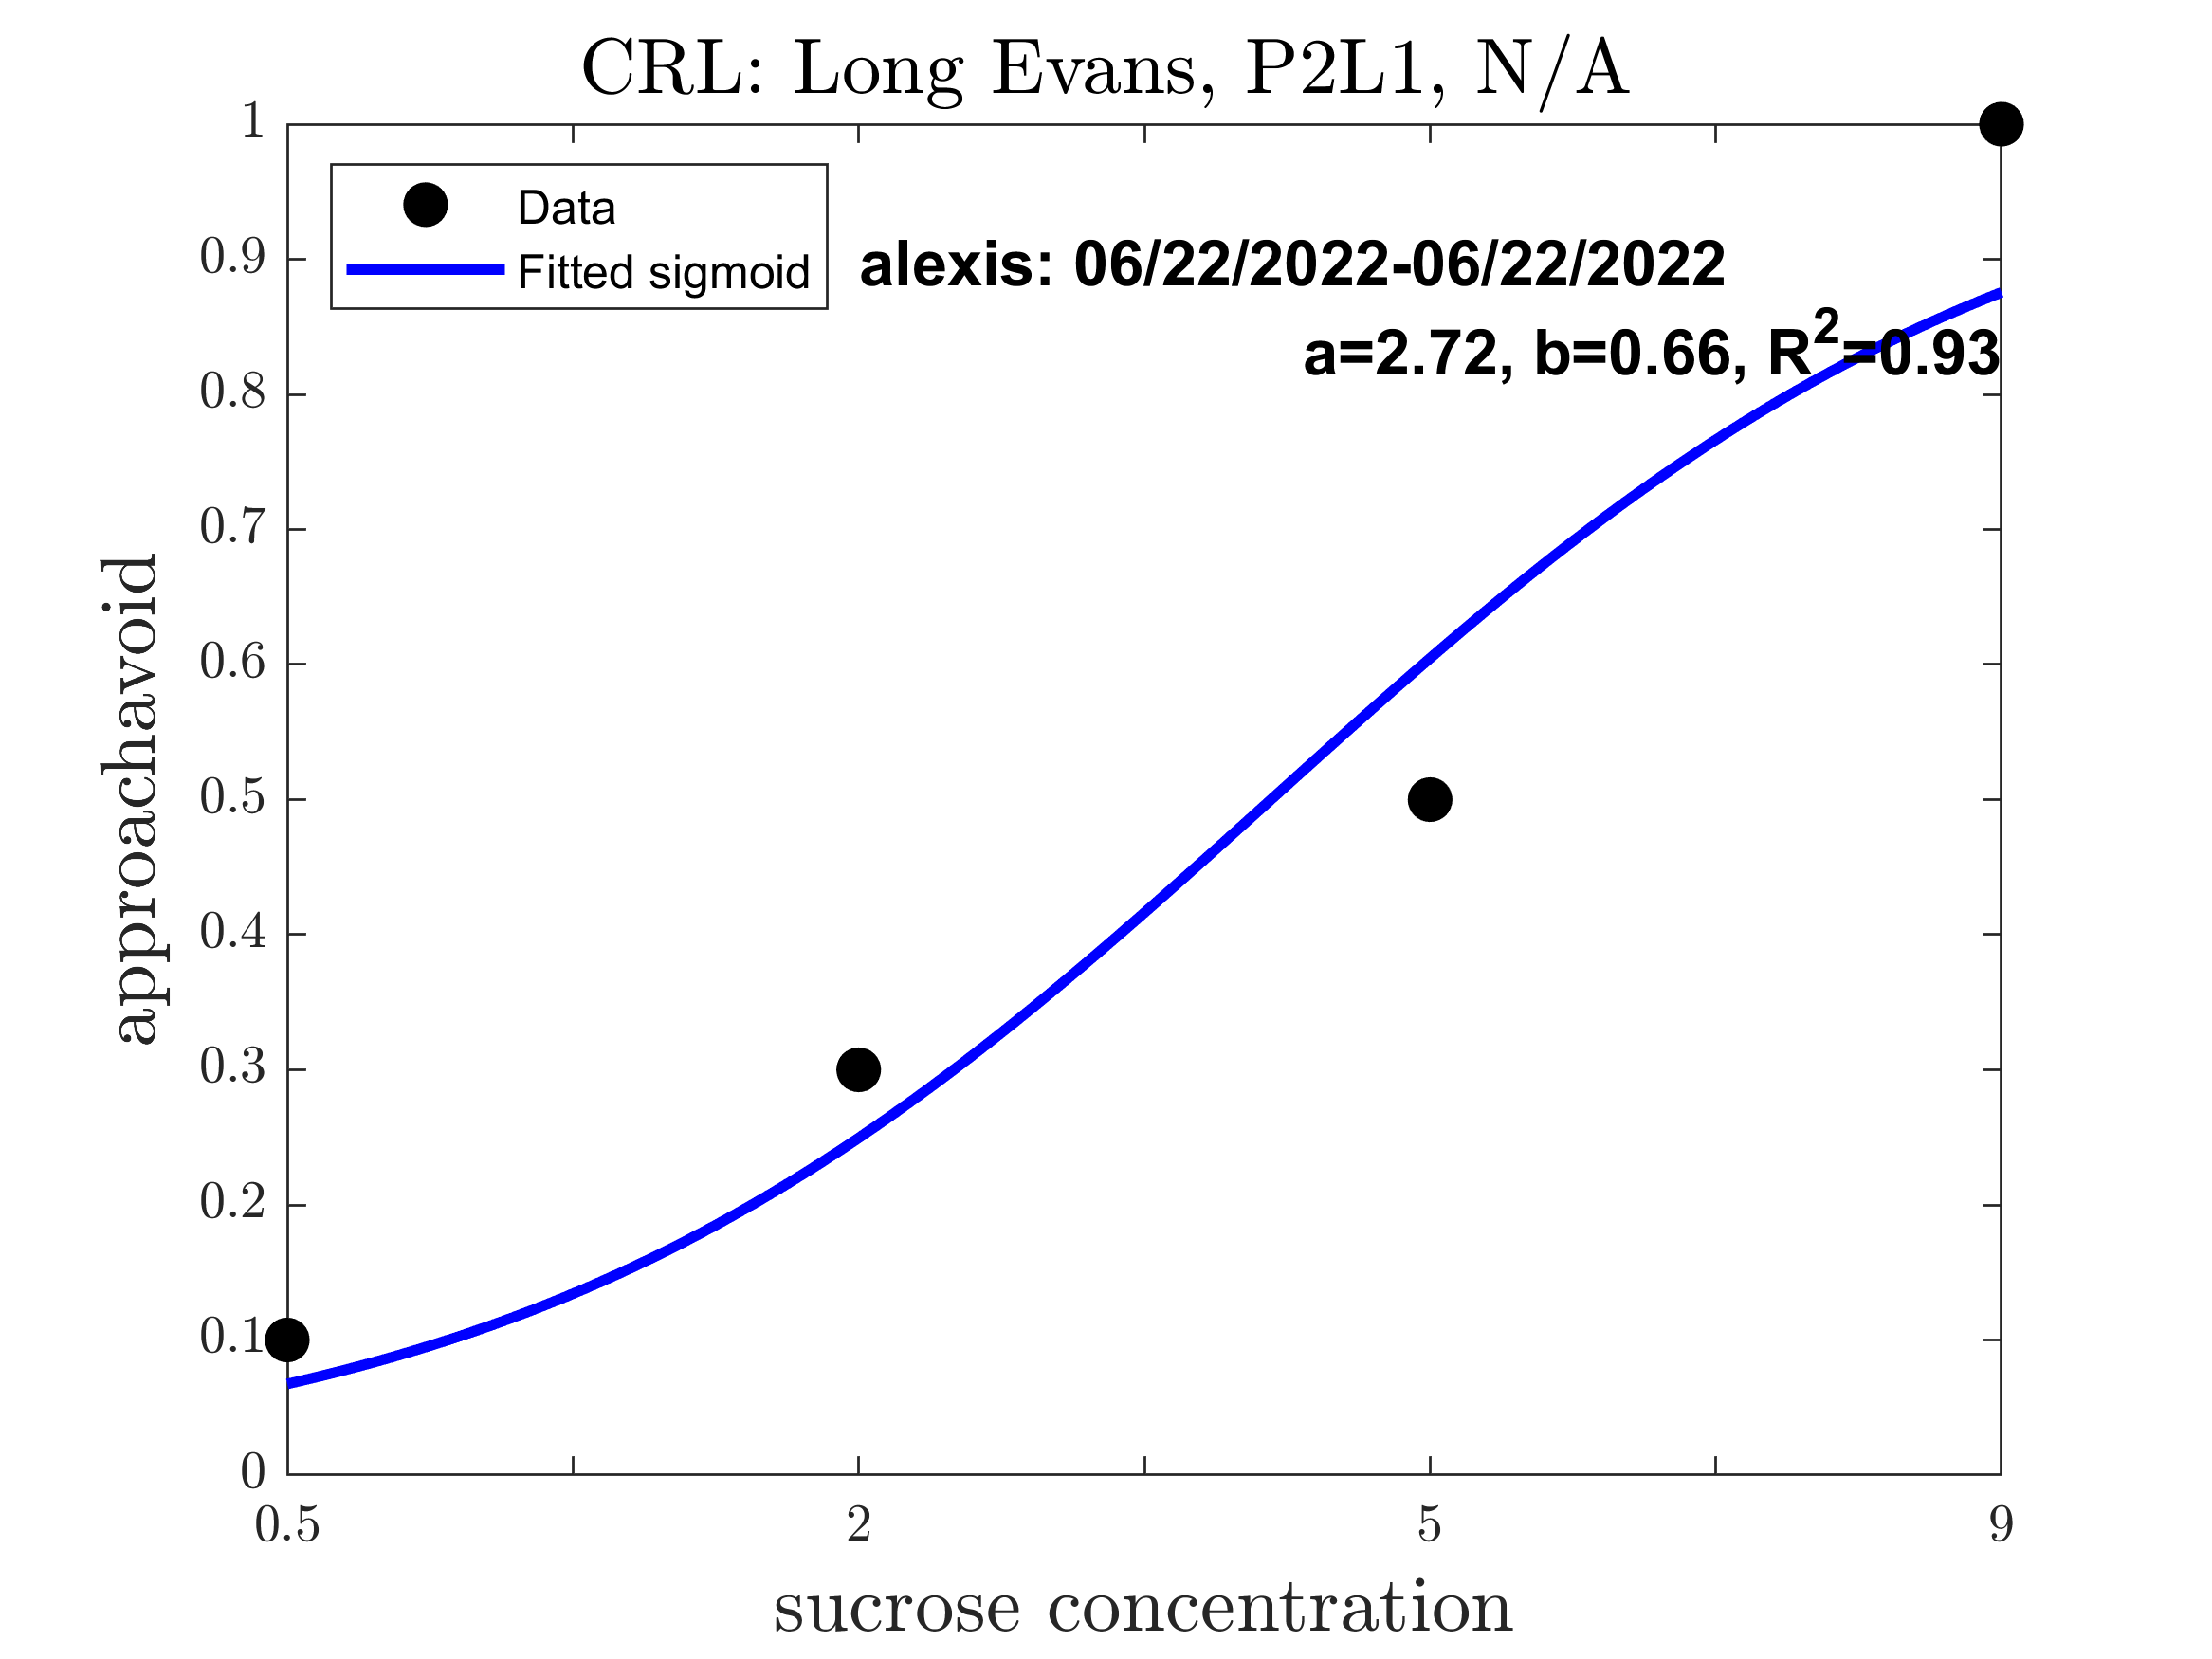 CRL: Long Evans, P2L1, N/A
Data
Fitted sigmoid
alexis: 06/22/2022-06/22/2022
a=2.72, b=0.66, R²=0.93
approachavoid
1
0.9
0.8
0.7
0.6
0.5
0.4
0.3
0.2
0.1
0
0.5 2 5 9
sucrose concentration